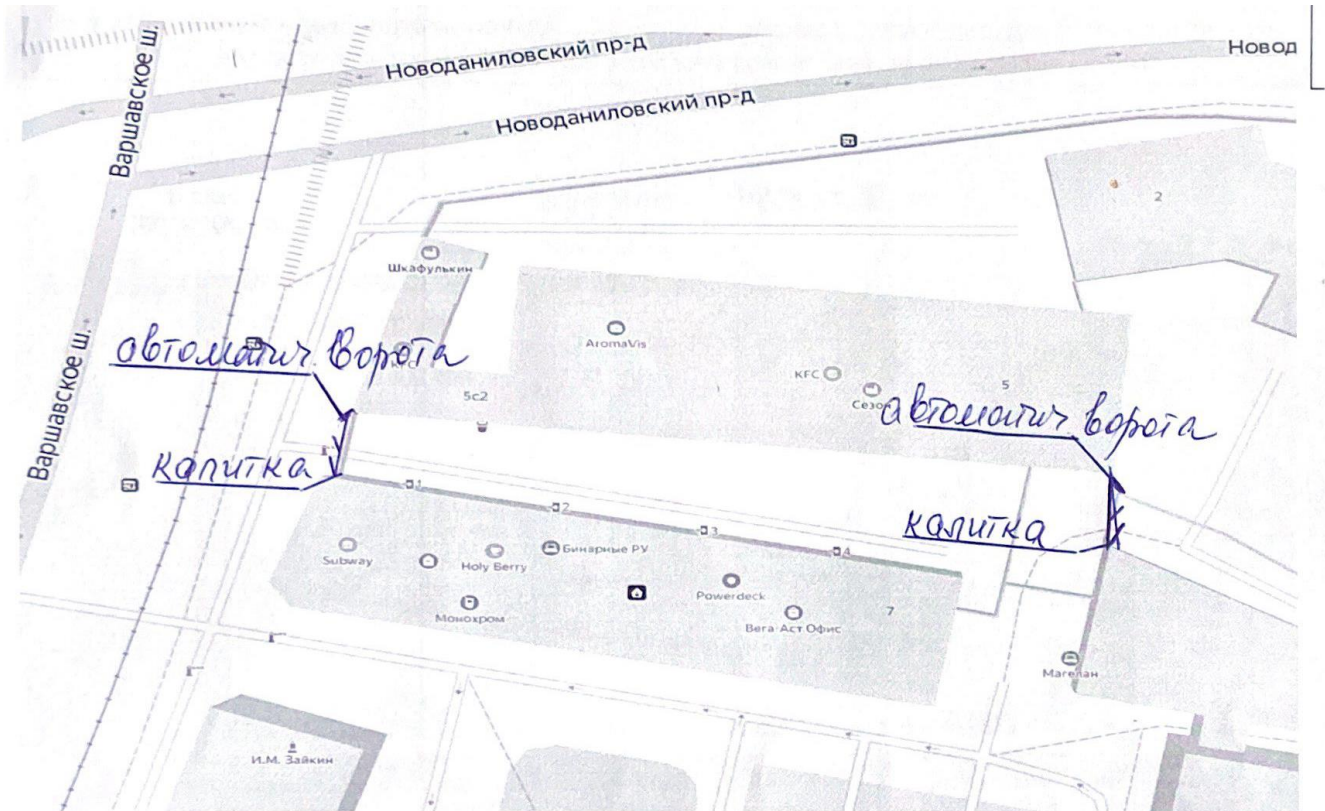 Варшавское ш.
Новоданиловский пр-д
Новод
Новоданиловский пр-д
2
Шкафулькин
AromaVis
Варшавское ш.
автоматич. ворота
KFC
5
5с2
Сезо
автоматич. ворота
калитка
1
2
3
4
калитка
Subway
Holy Berry
Бинарные РУ
Powerdeck
Монохром
Вега Аст Офис
7
Магелан
И.М. Зайкин